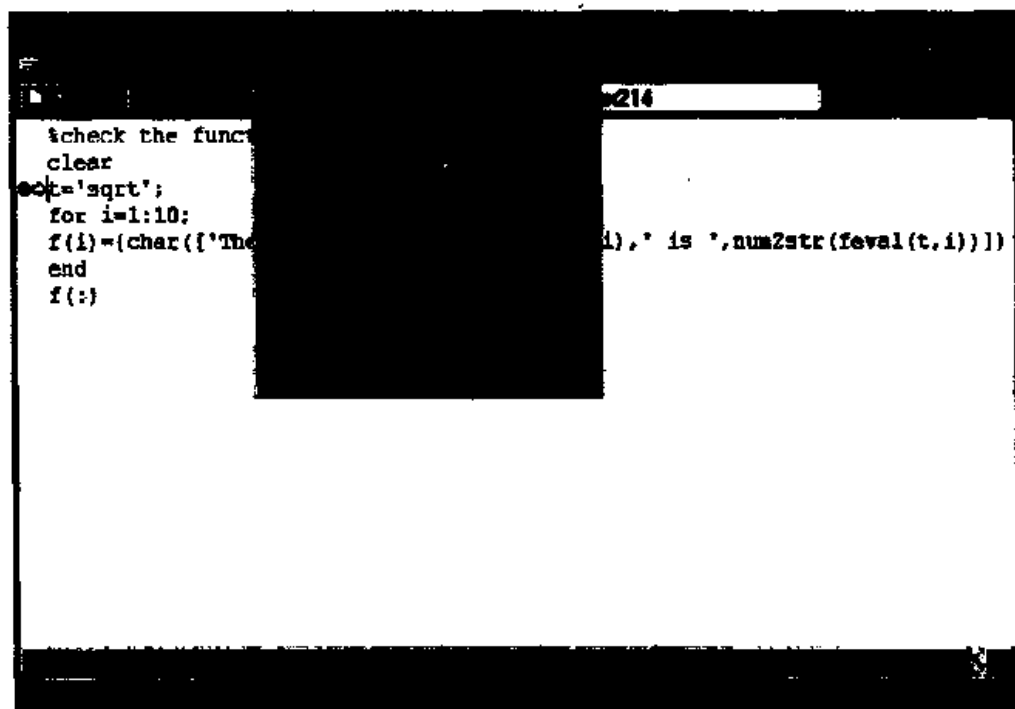 214
%check the funct
clear
t='sqrt';
for i=1:10;
f(i)={char(['The i),' is ',num2str(feval(t,i))])
end
f(:)